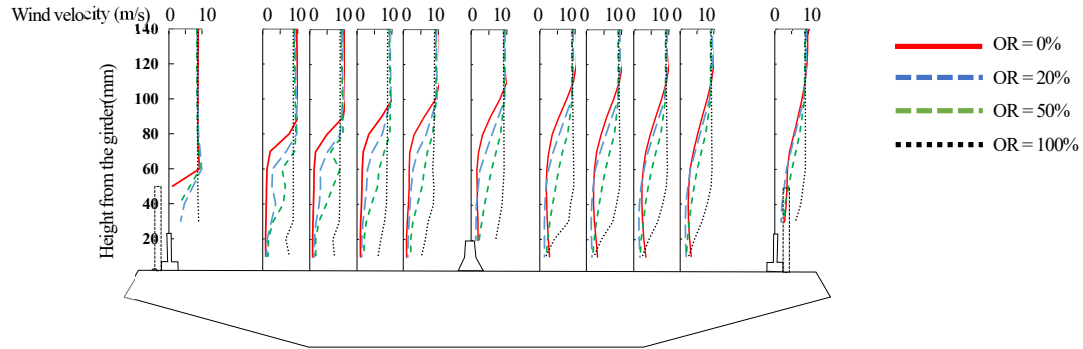 Wind velocity (m/s)
0 10 0 10 0 10 0 10 0 10 0 10 0 10 0 10 0 10 0 10 0 10
140
120
100
80
60
40
20
Height from the girder(mm)
OR = 0%
OR = 20%
OR = 50%
OR = 100%